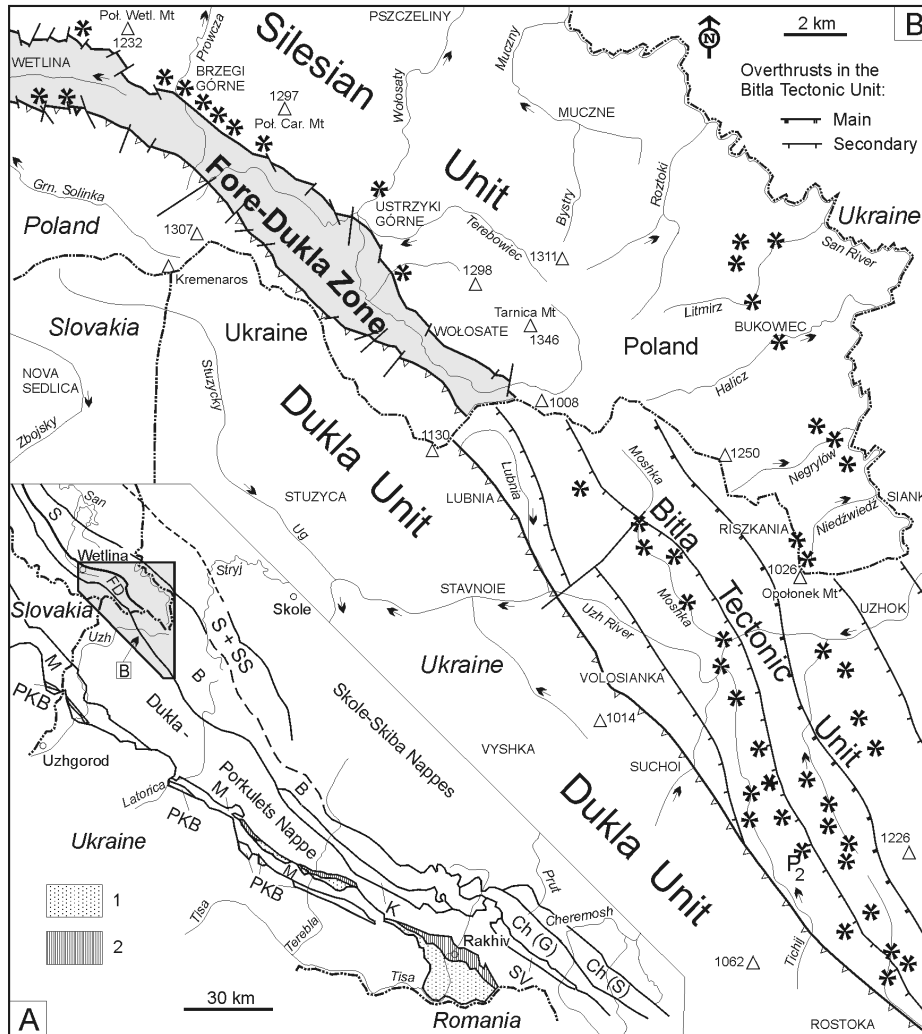 B
2 km
N
Overthrusts in the
Bitla Tectonic Unit:
Main
Secondary
Poł. Wetl. Mt
1232
WETLINA
Prowcza
BRZEGI
GÓRNE
1297
Poł. Car. Mt
PSZCZELINY
Wołosaty
Silesian
Unit
Muczny
MUCZNE
Bystry
Roztoki
Ukraine
San River
Fore-Dukla Zone
USTRZYKI
GÓRNE
Terebowiec
1311
1298
Tarnica Mt
1346
Litmirz
BUKOWIEC
Halicz
Poland
Grn. Solinka
Poland
1307
Kremenaros
Slovakia
Ukraine
WOŁOSATE
1008
NOVA
SEDLICA
Zbojsky
Stuzycky
Dukla Unit
1130
LUBNIA
Lubnia
Moshka
1250
Negrylów
SIANKI
Niedźwiedź
RISZKANIA
1026
Opołonek Mt
UZHOK
STUZYCA
Ug
STAVNOIE
Uzh River
Moshka
Bitla
Tectonic
Unit
Ukraine
VOLOSIANKA
1014
VYSHKA
SUCHOI
Dukla Unit
P2
1226
1062
Tichij
ROSTOKA
San
S
Wetlina
FD
Stryj
Skole
Slovakia
Uzh
B
S + SS
B
M
PKB
Dukla -
Skole-Skiba Nappes
Uzhgorod
Latorica
Porkulets Nappe
B
M
PKB
Ukraine
PKB
M
K
Prut
Cheremosh
Ch (G)
Ch (S)
Rakhiv
SV
Tisa
Terebla
Tisa
1
2
30 km
A
Romania